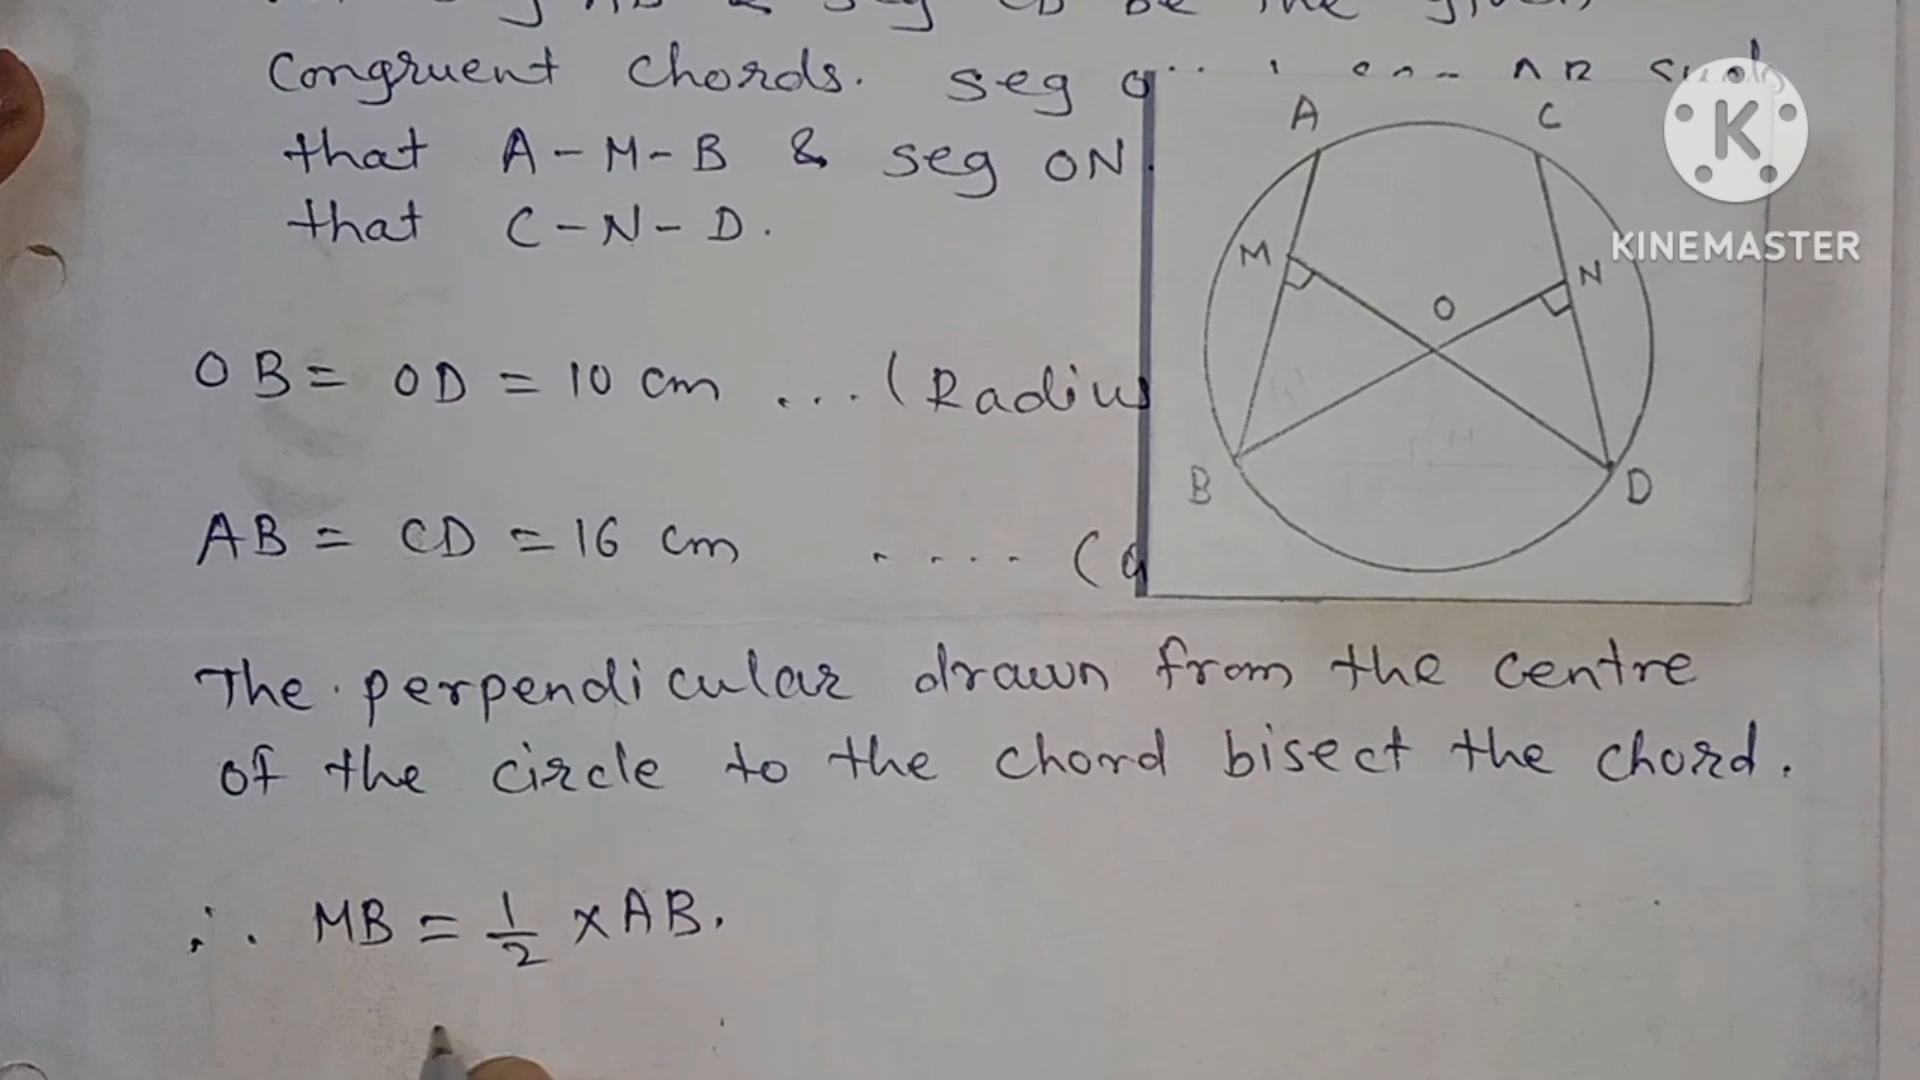 congruent chords. seg
that A-M-B & seg ON
that C-N-D.
OB = OD = 10 cm ... (Radius
AB = CD = 16 cm .... (
The perpendicular drawn from the centre
of the circle to the chord bisect the chord.
∴ MB = 1/2 × AB.
A
C
M
N
O
B
D
K
KINEMASTER